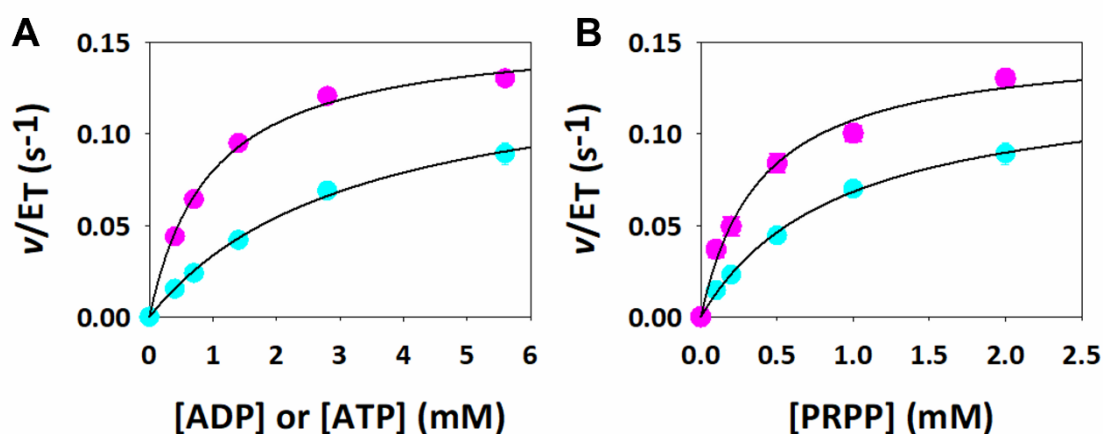 A
B
0.15
0.10
0.05
0.00
v/ET (s-1)
0 1 2 3 4 5 6
[ADP] or [ATP] (mM)
0.15
0.10
0.05
0.00
v/ET (s-1)
0.0 0.5 1.0 1.5 2.0 2.5
[PRPP] (mM)